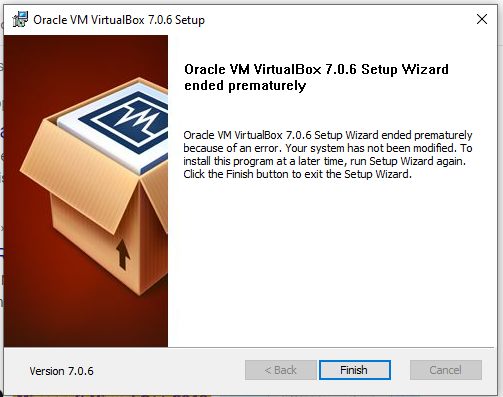 Oracle VM VirtualBox 7.0.6 Setup
Oracle VM VirtualBox 7.0.6 Setup Wizard
ended prematurely
Oracle VM VirtualBox 7.0.6 Setup Wizard ended prematurely
because of an error. Your system has not been modified. To
install this program at a later time, run Setup Wizard again.
Click the Finish button to exit the Setup Wizard.
Version 7.0.6
< Back
Finish
Cancel